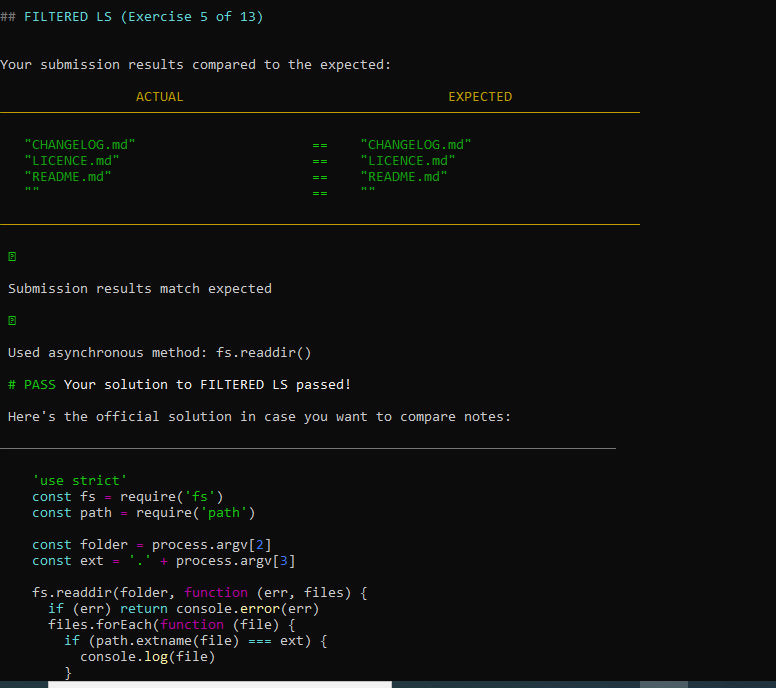 ## FILTERED LS (Exercise 5 of 13)
Your submission results compared to the expected:
ACTUAL EXPECTED
"CHANGELOG.md" == "CHANGELOG.md"
"LICENCE.md" == "LICENCE.md"
"README.md" == "README.md"
"" == ""
Submission results match expected
Used asynchronous method: fs.readdir()
# PASS Your solution to FILTERED LS passed!
Here's the official solution in case you want to compare notes:
'use strict'
const fs = require('fs')
const path = require('path')
const folder = process.argv[2]
const ext = '.' + process.argv[3]
fs.readdir(folder, function (err, files) {
if (err) return console.error(err)
files.forEach(function (file) {
if (path.extname(file) === ext) {
console.log(file)
}